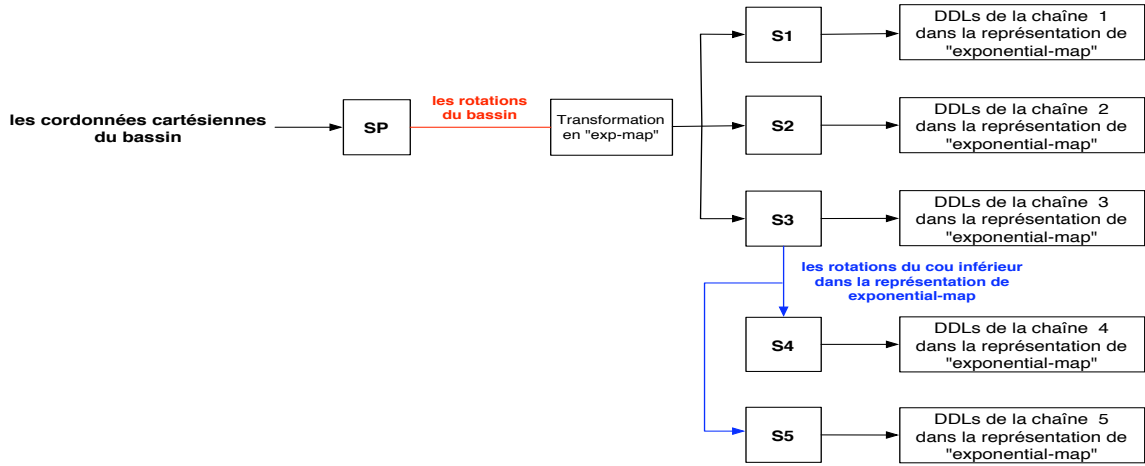 S1
DDLs de la chaîne 1
dans la représentation de
"exponential-map"
les cordonnées cartésiennes
du bassin
SP
les rotations
du bassin
Transformation
en "exp-map"
S2
DDLs de la chaîne 2
dans la représentation de
"exponential-map"
S3
DDLs de la chaîne 3
dans la représentation de
"exponential-map"
les rotations du cou inférieur
dans la représentation de
exponential-map
S4
DDLs de la chaîne 4
dans la représentation de
"exponential-map"
S5
DDLs de la chaîne 5
dans la représentation de
"exponential-map"